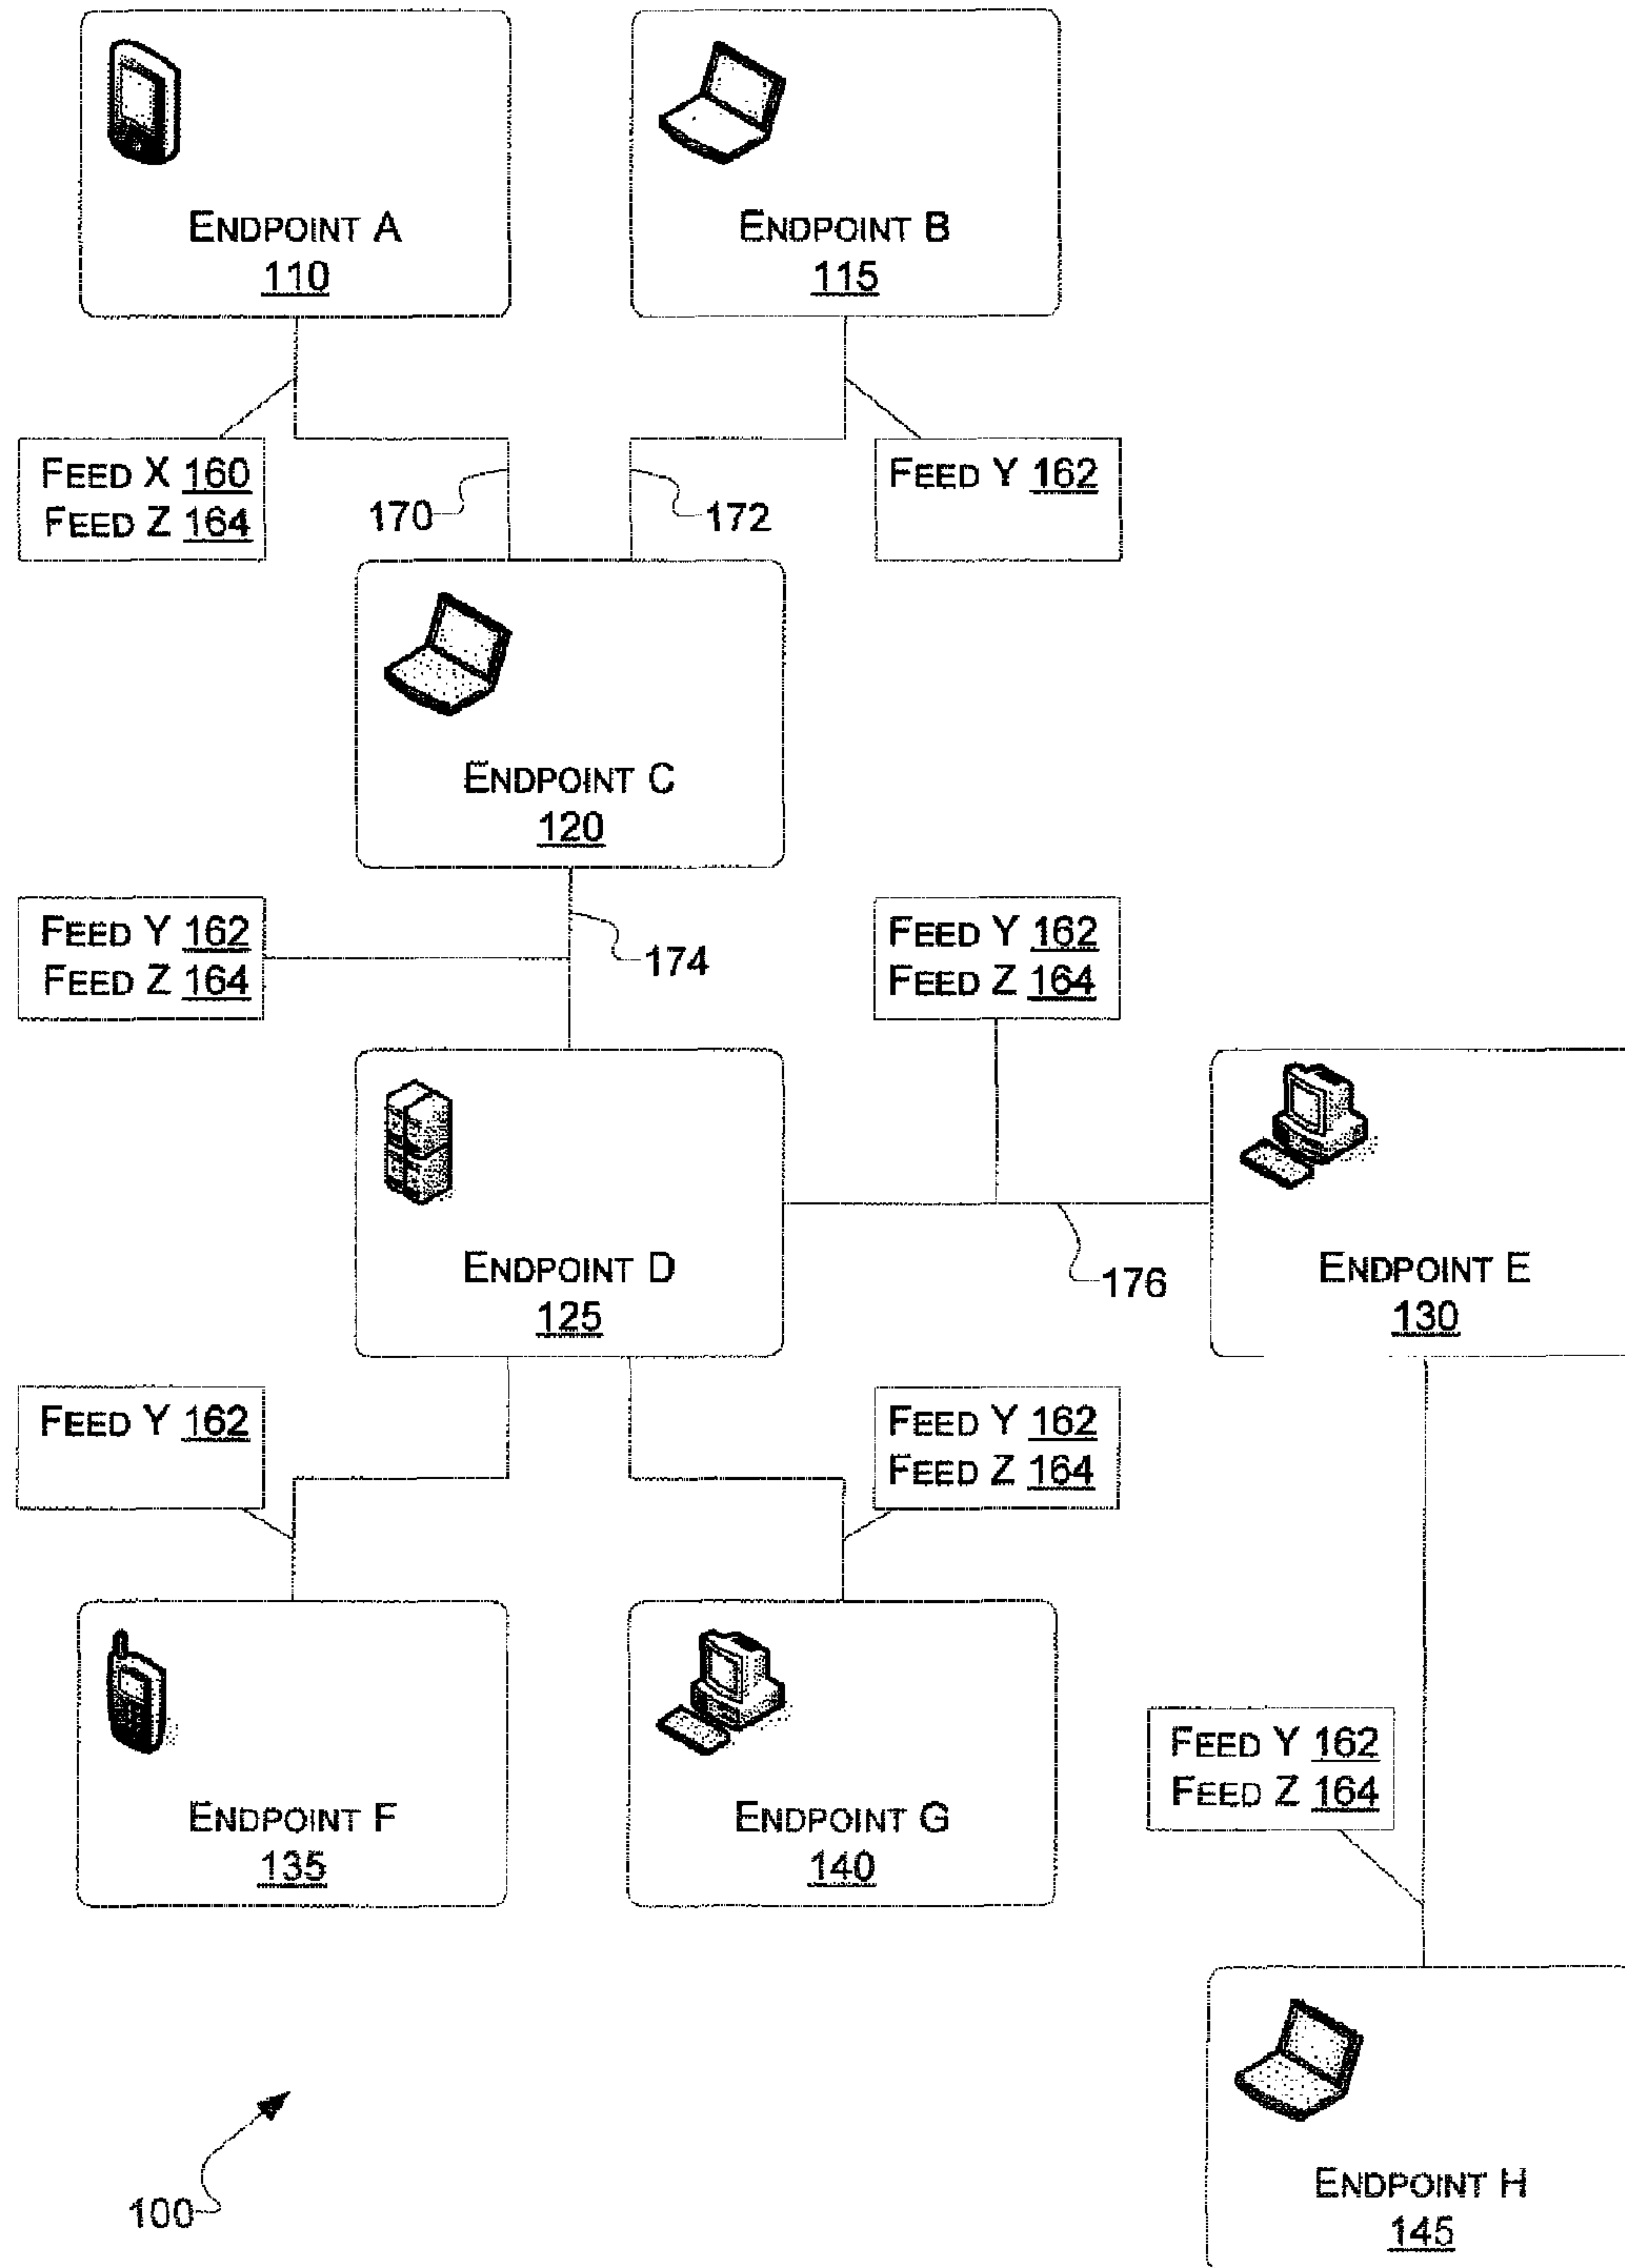 ENDPOINT A
110
ENDPOINT B
115
FEED X 160
FEED Z 164
170
172
FEED Y 162
ENDPOINT C
120
FEED Y 162
FEED Z 164
174
FEED Y 162
FEED Z 164
ENDPOINT D
125
176
ENDPOINT E
130
FEED Y 162
FEED Y 162
FEED Z 164
ENDPOINT F
135
ENDPOINT G
140
FEED Y 162
FEED Z 164
100
ENDPOINT H
145